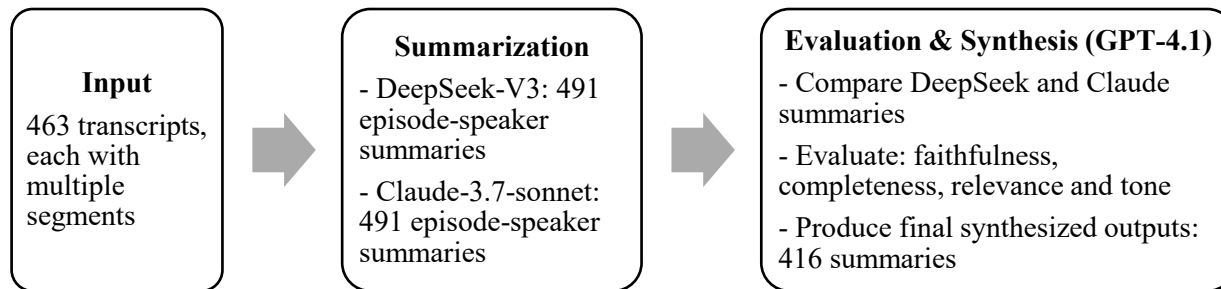 Input
463 transcripts,
each with
multiple
segments
Summarization
- DeepSeek-V3: 491
episode-speaker
summaries
- Claude-3.7-sonnet:
491 episode-speaker
summaries
Evaluation & Synthesis (GPT-4.1)
- Compare DeepSeek and Claude
summaries
- Evaluate: faithfulness,
completeness, relevance and tone
- Produce final synthesized outputs:
416 summaries